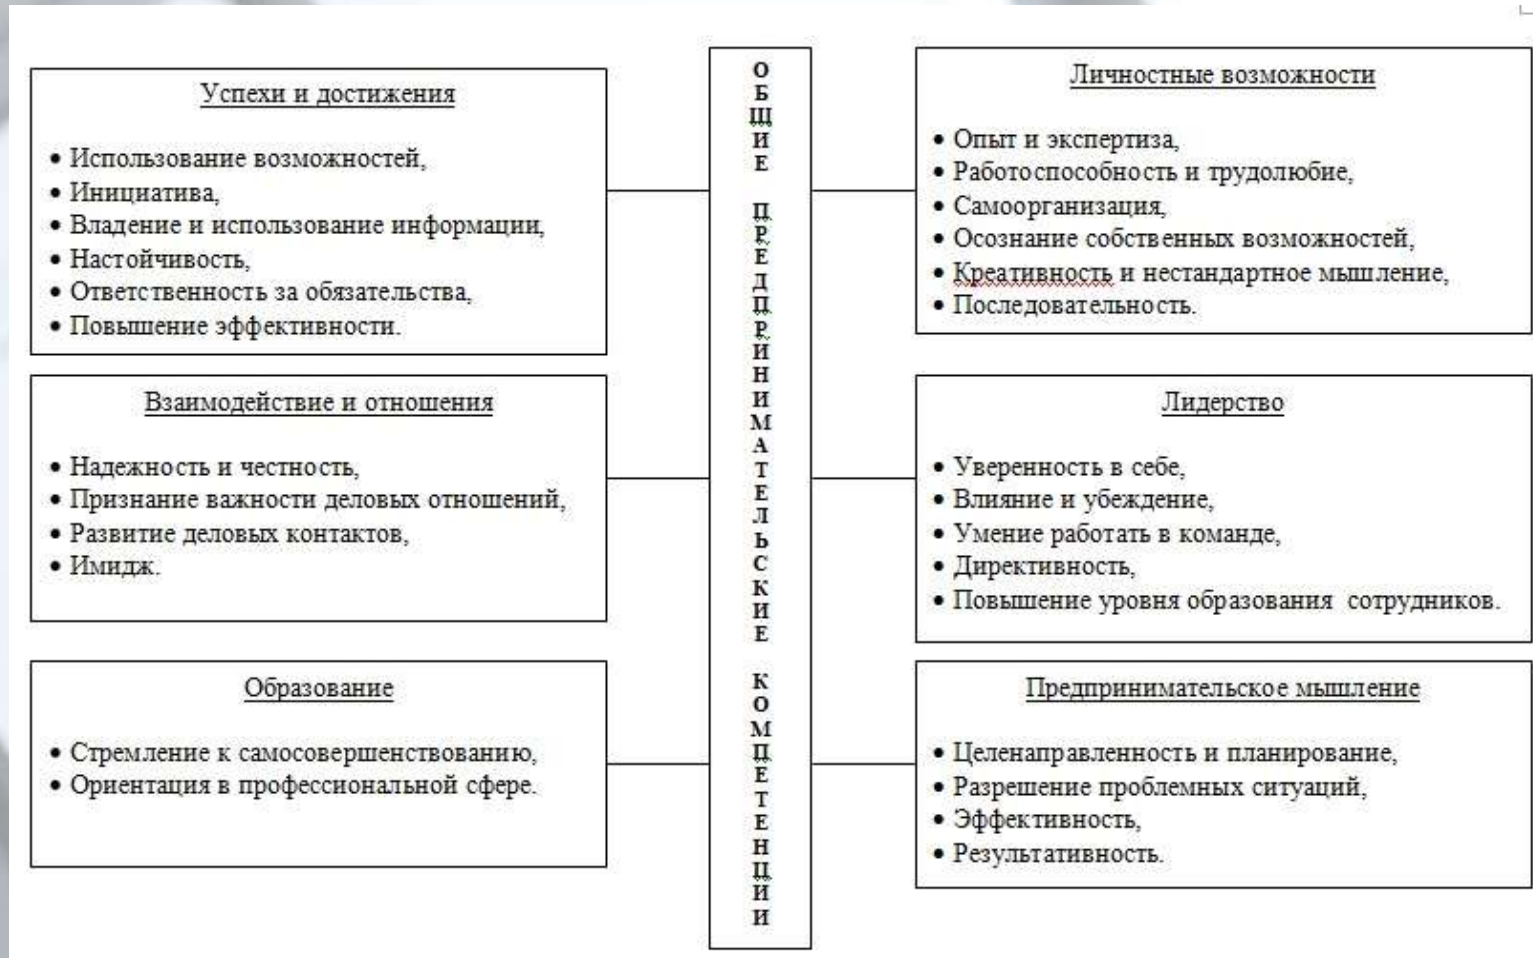 Успехи и достижения
• Использование возможностей,
• Инициатива,
• Владение и использование информации,
• Настойчивость,
• Ответственность за обязательства,
• Повышение эффективности.
Взаимодействие и отношения
• Надежность и честность,
• Признание важности деловых отношений,
• Развитие деловых контактов,
• Имидж.
Образование
• Стремление к самосовершенствованию,
• Ориентация в профессиональной сфере.
ОБЩИЕ ПРЕДПРИНИМАТЕЛЬСКИЕ КОМПЕТЕНЦИИ
Личностные возможности
• Опыт и экспертиза,
• Работоспособность и трудолюбие,
• Самоорганизация,
• Осознание собственных возможностей,
• Креативность и нестандартное мышление,
• Последовательность.
Лидерство
• Уверенность в себе,
• Влияние и убеждение,
• Умение работать в команде,
• Директивность,
• Повышение уровня образования сотрудников.
Предпринимательское мышление
• Целенаправленность и планирование,
• Разрешение проблемных ситуаций,
• Эффективность,
• Результативность.